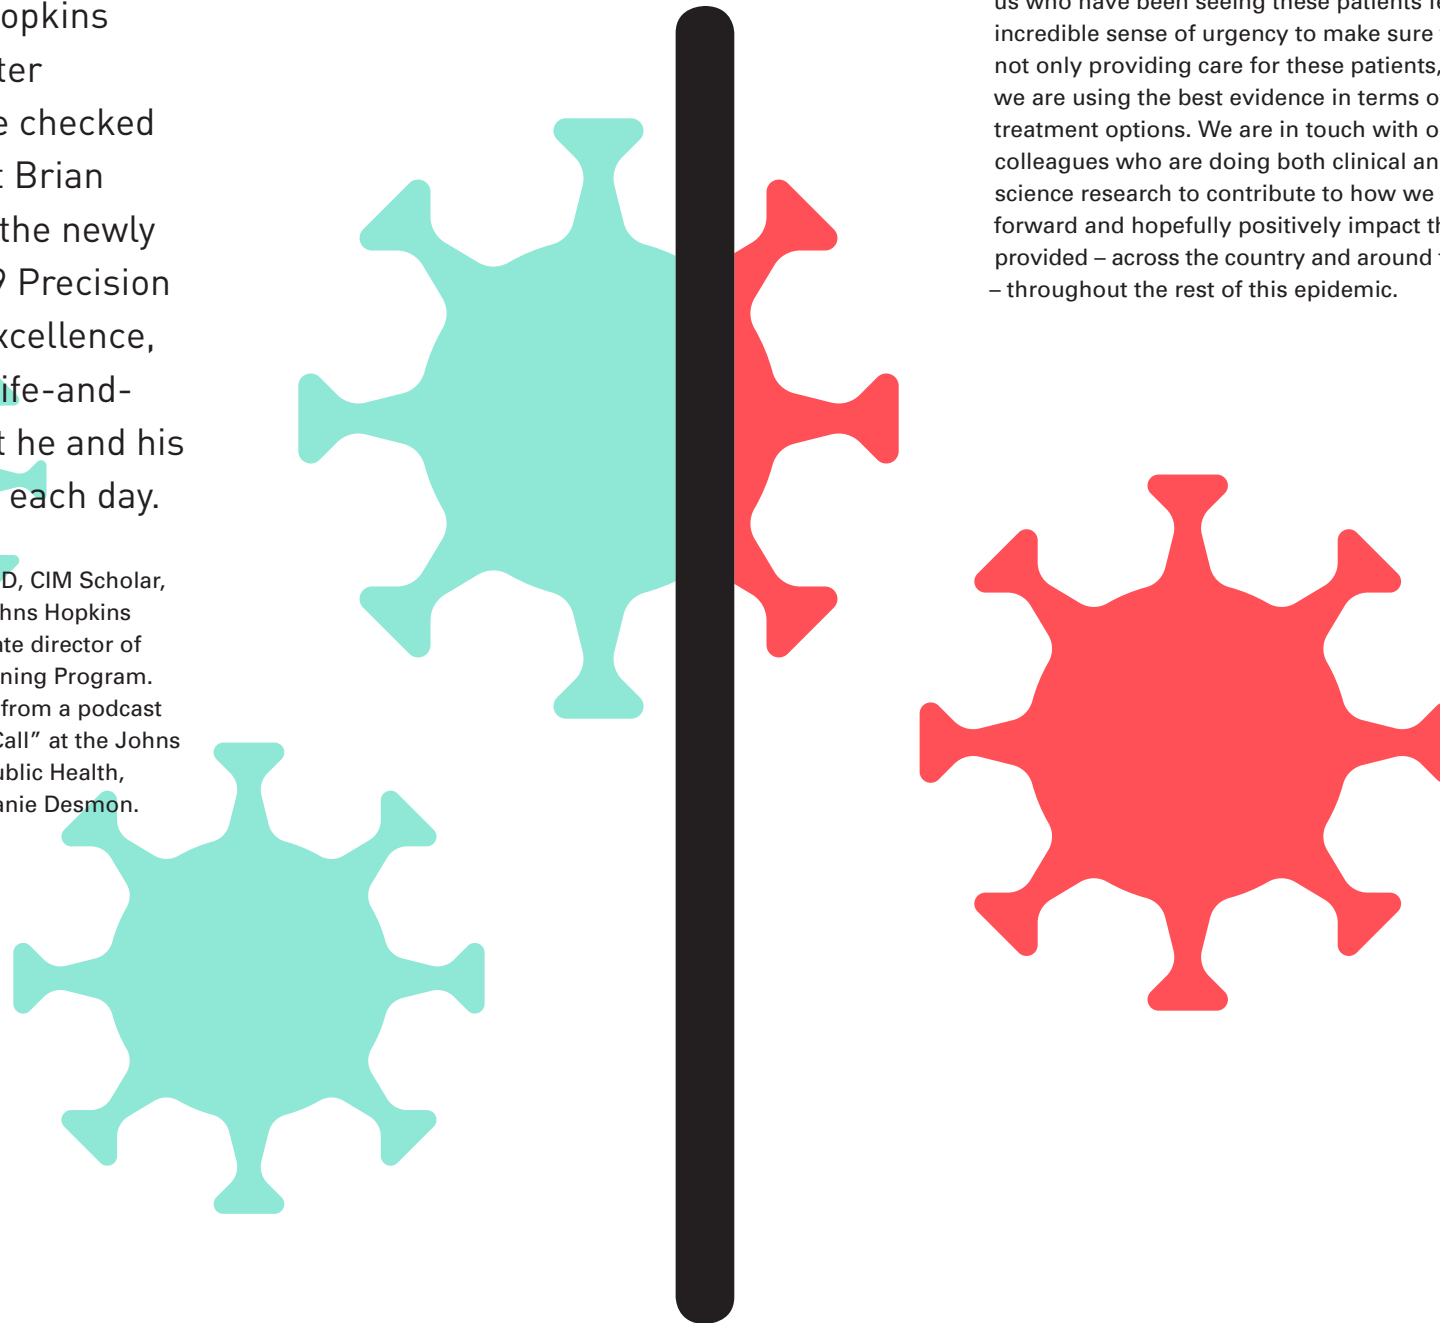 opkins
ter
e checked
t Brian
the newly
9 Precision
xcellence,
ife-and-
t he and his
each day.
D, CIM Scholar,
hns Hopkins
ate director of
ning Program.
from a podcast
Call” at the Johns
ublic Health,
anie Desmon.
us who have been seeing these patients fe
incredible sense of urgency to make sure
not only providing care for these patients,
we are using the best evidence in terms o
treatment options. We are in touch with o
colleagues who are doing both clinical an
science research to contribute to how we
forward and hopefully positively impact th
provided – across the country and around
– throughout the rest of this epidemic.